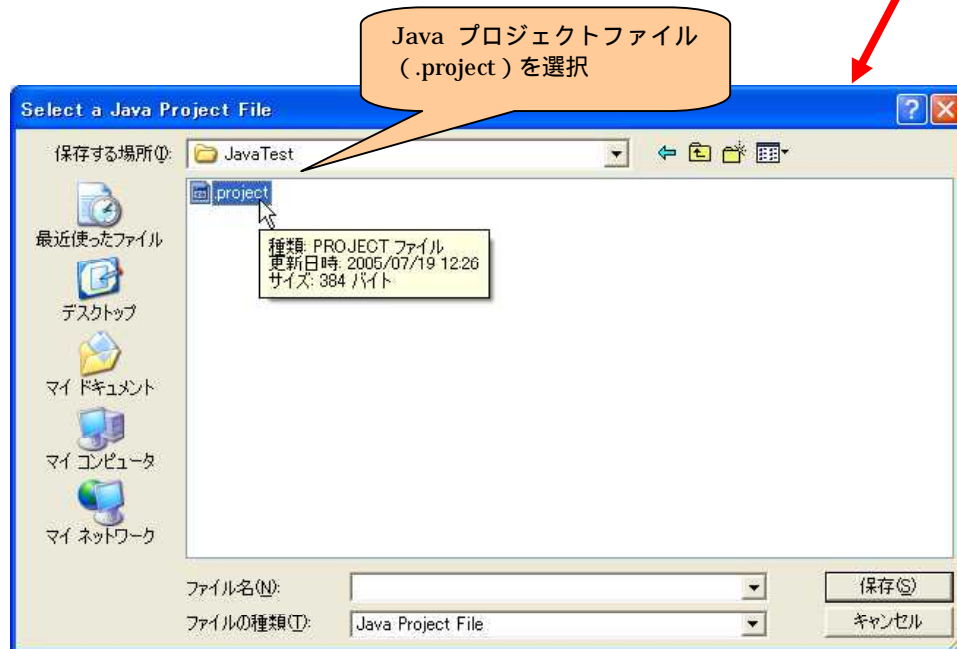 Java プロジェクトファイル
（.project）を選択
Select a Java Project File
保存する場所(I):
JavaTest
.project
最近使ったファイル
種類: PROJECT ファイル
更新日時: 2005/07/19 12:26
サイズ: 384 バイト
デスクトップ
マイ ドキュメント
マイ コンピュータ
マイ ネットワーク
ファイル名(N):
保存(S)
ファイルの種類(T):
Java Project File
キャンセル